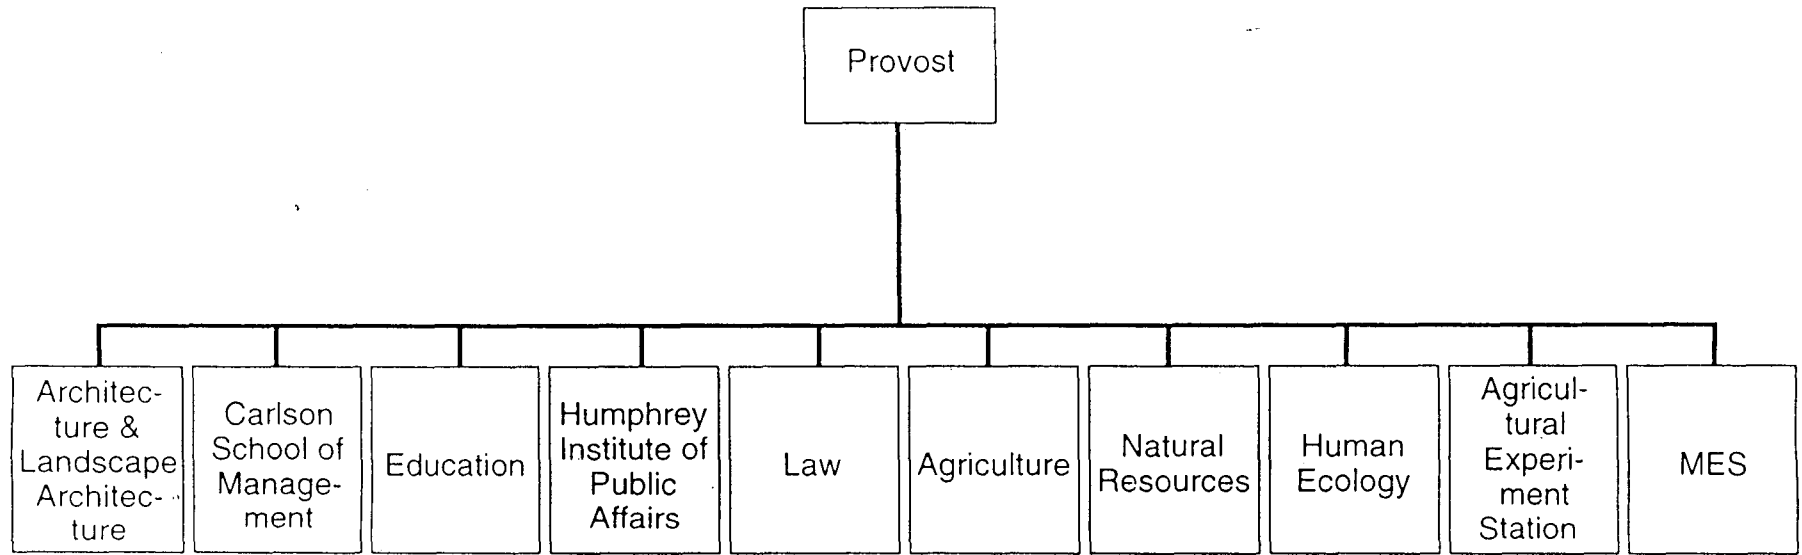 Provost
Architec-
ture &
Landscape
Architec-
ture
Carlson
School of
Manage-
ment
Education
Humphrey
Institute of
Public
Affairs
Law
Agriculture
Natural
Resources
Human
Ecology
Agricul-
tural
Experi-
ment
Station
MES